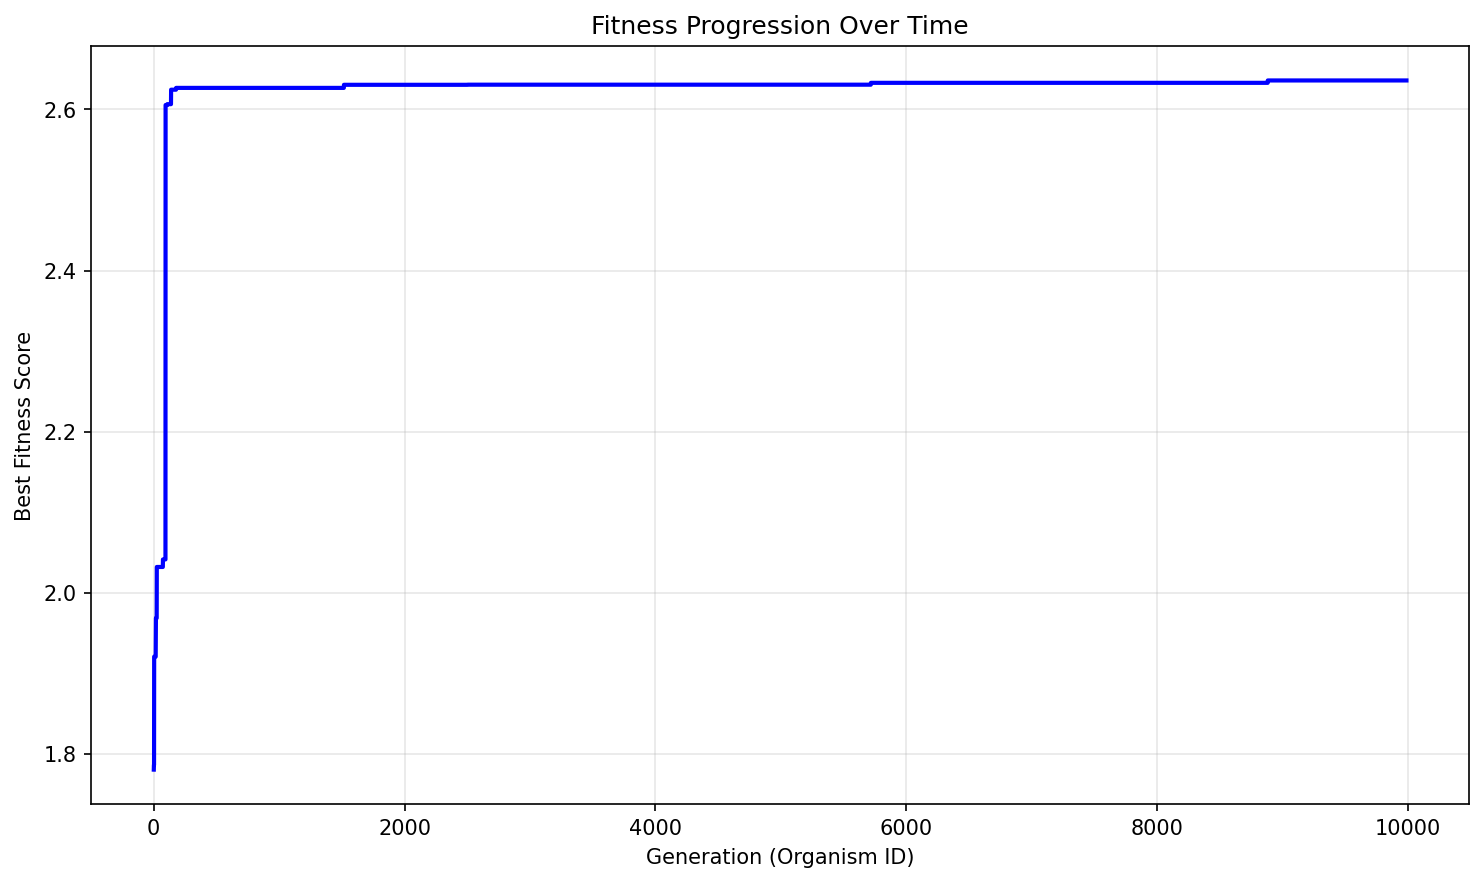 Fitness Progression Over Time
Best Fitness Score
2.6
2.4
2.2
2.0
1.8
0 2000 4000 6000 8000 10000
Generation (Organism ID)